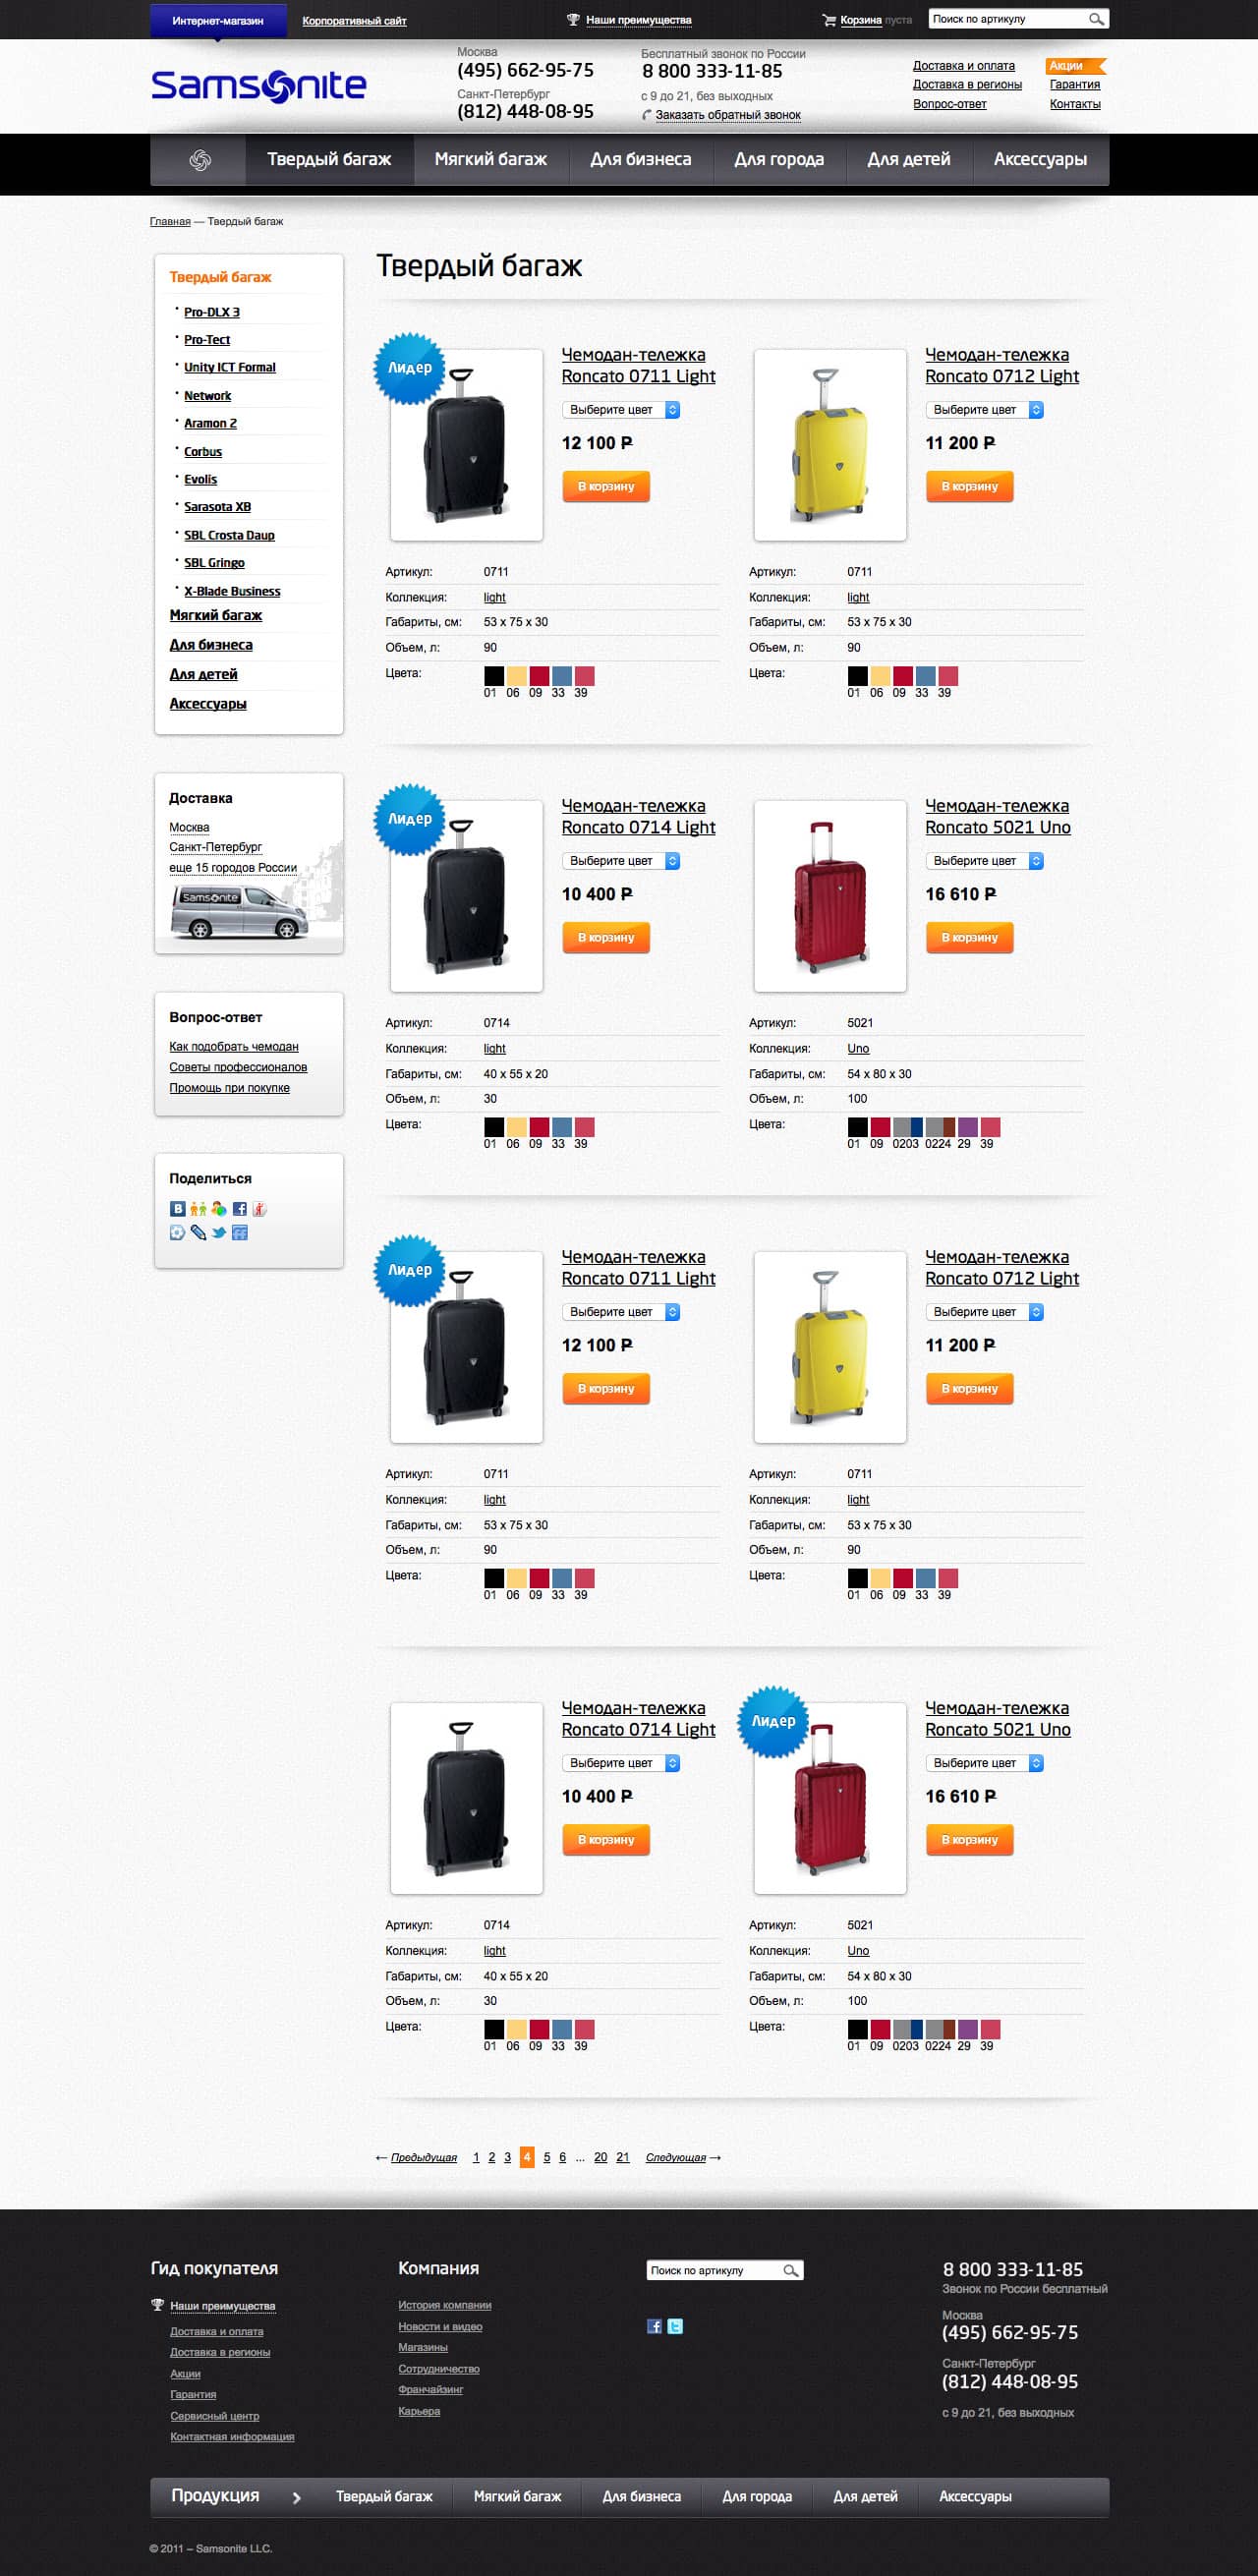 Интернет-магазин
Корпоративный сайт
Наши преимущества
Корзина пуста
Поиск по артикулу
Samsonite
Москва
(495) 662-95-75
Санкт-Петербург
(812) 448-08-95
Бесплатный звонок по России
8 800 333-11-85
с 9 до 21, без выходных
Заказать обратный звонок
Доставка и оплата
Доставка в регионы
Вопрос-ответ
Акции
Гарантия
Контакты
Твердый багаж
Мягкий багаж
Для бизнеса
Для города
Для детей
Аксессуары
Главная — Твердый багаж
Твердый багаж
Pro-DLX 3
Pro-Tect
Unity ICT Formal
Network
Aramon 2
Corbus
Evolis
Sarasota XB
SBL Crosta Daup
SBL Gringo
X-Blade Business
Мягкий багаж
Для бизнеса
Для детей
Аксессуары
Доставка
Москва
Санкт-Петербург
еще 15 городов России
Samsonite
Вопрос-ответ
Как подобрать чемодан
Советы профессионалов
Промощь при покупке
Поделиться
Твердый багаж
Лидер
Чемодан-тележка
Roncato 0711 Light
Выберите цвет
12 100 ₽
В корзину
Артикул: 0711
Коллекция: light
Габариты, см: 53 x 75 x 30
Объем, л: 90
Цвета:
01 06 09 33 39
Чемодан-тележка
Roncato 0712 Light
Выберите цвет
11 200 ₽
В корзину
Артикул: 0711
Коллекция: light
Габариты, см: 53 x 75 x 30
Объем, л: 90
Цвета:
01 06 09 33 39
Лидер
Чемодан-тележка
Roncato 0714 Light
Выберите цвет
10 400 ₽
В корзину
Артикул: 0714
Коллекция: light
Габариты, см: 40 x 55 x 20
Объем, л: 30
Цвета:
01 06 09 33 39
Чемодан-тележка
Roncato 5021 Uno
Выберите цвет
16 610 ₽
В корзину
Артикул: 5021
Коллекция: Uno
Габариты, см: 54 x 80 x 30
Объем, л: 100
Цвета:
01 09 0203 0224 29 39
Лидер
Чемодан-тележка
Roncato 0711 Light
Выберите цвет
12 100 ₽
В корзину
Артикул: 0711
Коллекция: light
Габариты, см: 53 x 75 x 30
Объем, л: 90
Цвета:
01 06 09 33 39
Чемодан-тележка
Roncato 0712 Light
Выберите цвет
11 200 ₽
В корзину
Артикул: 0711
Коллекция: light
Габариты, см: 53 x 75 x 30
Объем, л: 90
Цвета:
01 06 09 33 39
Чемодан-тележка
Roncato 0714 Light
Выберите цвет
10 400 ₽
В корзину
Артикул: 0714
Коллекция: light
Габариты, см: 40 x 55 x 20
Объем, л: 30
Цвета:
01 06 09 33 39
Лидер
Чемодан-тележка
Roncato 5021 Uno
Выберите цвет
16 610 ₽
В корзину
Артикул: 5021
Коллекция: Uno
Габариты, см: 54 x 80 x 30
Объем, л: 100
Цвета:
01 09 0203 0224 29 39
← Предыдущая 1 2 3 4 5 6 ... 20 21 Следующая →
Гид покупателя
Наши преимущества
Доставка и оплата
Доставка в регионы
Акции
Гарантия
Сервисный центр
Контактная информация
Компания
История компании
Новости и видео
Магазины
Сотрудничество
Франчайзинг
Карьера
Поиск по артикулу
8 800 333-11-85
Звонок по России бесплатный
Москва
(495) 662-95-75
Санкт-Петербург
(812) 448-08-95
с 9 до 21, без выходных
Продукция
Твердый багаж
Мягкий багаж
Для бизнеса
Для города
Для детей
Аксессуары
© 2011 – Samsonite LLC.